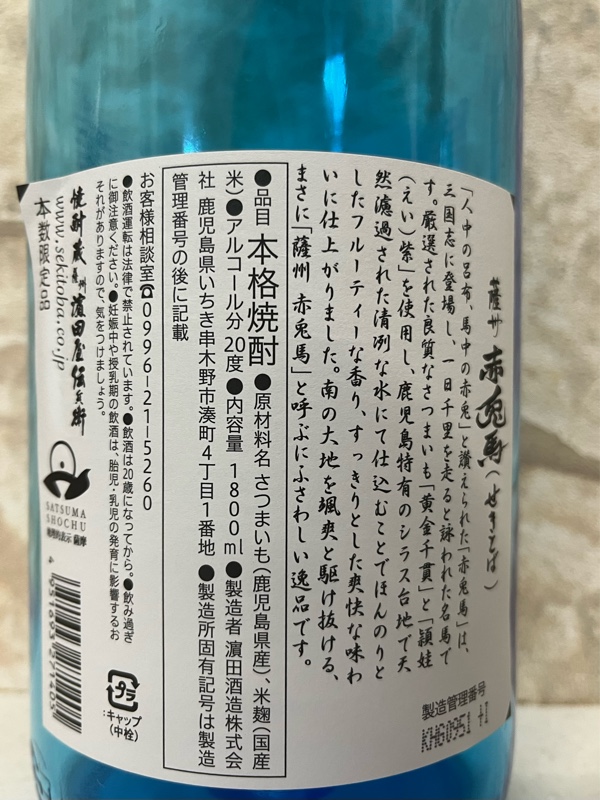 薩州 赤兎馬(せきとば)
「人中の呂布、馬中の赤兎」と讃えられた「赤兎馬」は、
三国志に登場し、一日千里を走ると詠われた名馬で
す。厳選された良質なさつまいも「黄金千貫」と「頴娃
(えい)紫」を使用し、鹿児島特有のシラス台地で天
然濾過された清冽な水にて仕込むことでほんのりと
したフルーティーな香り、すっきりとした爽快な味わ
いに仕上がりました。南の大地を颯爽と駆け抜ける、
まさに「薩州 赤兎馬」と呼ぶにふさわしい逸品です。
製造管理番号
●品目 本格焼酎 ●原材料名 さつまいも(鹿児島県産)、米麹(国産
米)●アルコール分 20度 ●内容量 1800ml ●製造者 濵田酒造株式会
社 鹿児島県いちき串木野市湊町4丁目1番地 ●製造所固有記号は製造
管理番号の後に記載
お客様相談室☎0996-21-5260
●飲酒運転は法律で禁止されています。●飲酒は20歳になってから。●飲み過ぎ
に御注意ください。●妊娠中や授乳期の飲酒は、胎児・乳児の発育に影響するお
それがありますので、気をつけましょう。
焼酎蔵 薩州 濵田屋伝兵衛
www.sekitoba.co.jp
本数限定品
SATSUMA
SHOCHU
地理的表示 薩摩
プラ
:キャップ
(中栓)